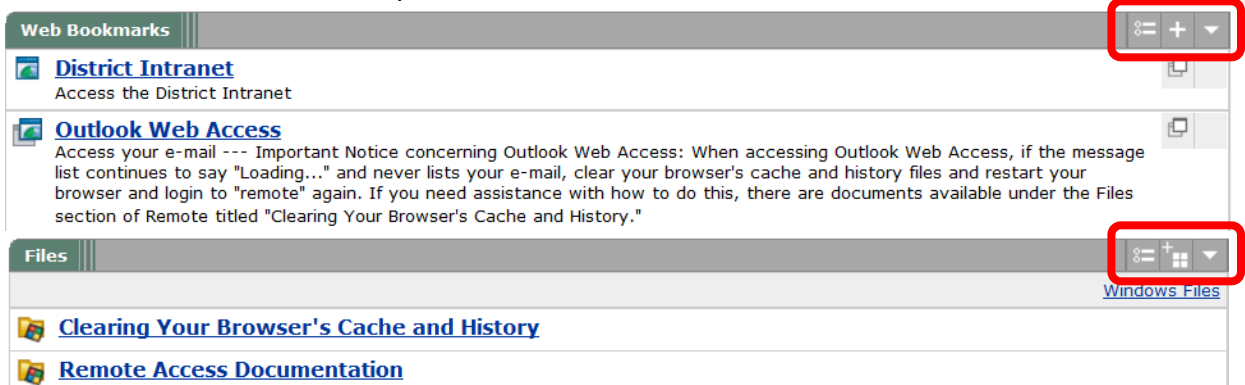 Web Bookmarks
District Intranet
Access the District Intranet
Outlook Web Access
Access your e-mail --- Important Notice concerning Outlook Web Access: When accessing Outlook Web Access, if the message
list continues to say "Loading..." and never lists your e-mail, clear your browser's cache and history files and restart your
browser and login to "remote" again. If you need assistance with how to do this, there are documents available under the Files
section of Remote titled "Clearing Your Browser's Cache and History."
Files
Windows Files
Clearing Your Browser's Cache and History
Remote Access Documentation